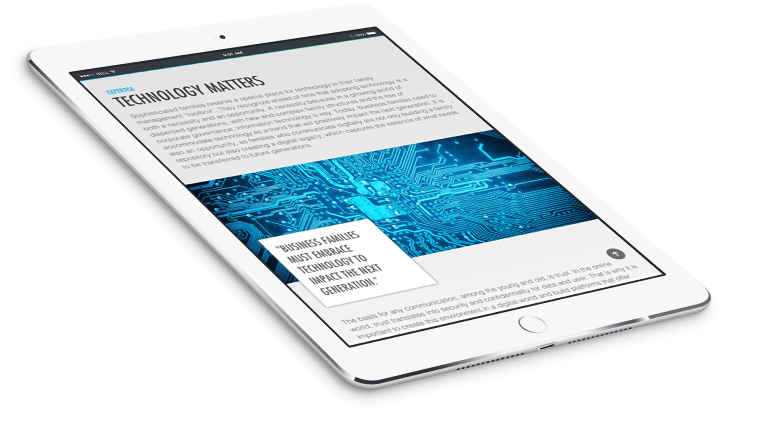 BELL
9:01 AM
100%
EXPERTISE
TECHNOLOGY MATTERS
Sophisticated families reserve a special place for technology in their family
management 'toolbox'. They recognize ahead of time that adopting technology is a
both a necessity and an opportunity. A necessity because in a growing world of
dispersed generations, with new and complex family structures and the rise of
corporate governance, information technology is key. Today, business families need to
accommodate technology as a trend that will positively impact the next generation. It is
also an opportunity, as families who communicate digitally are not only building a family
repository but also creating a digital legacy, which captures the essence of what needs
to be transferred to future generations.
"BUSINESS FAMILIES
MUST EMBRACE
TECHNOLOGY TO
IMPACT THE NEXT
GENERATION."
The basis for any communication, among the young and old, is trust. In the online
world, trust translates into security and confidentiality for data and user. That is why it is
important to create this environment in a digital world and build platforms that offer